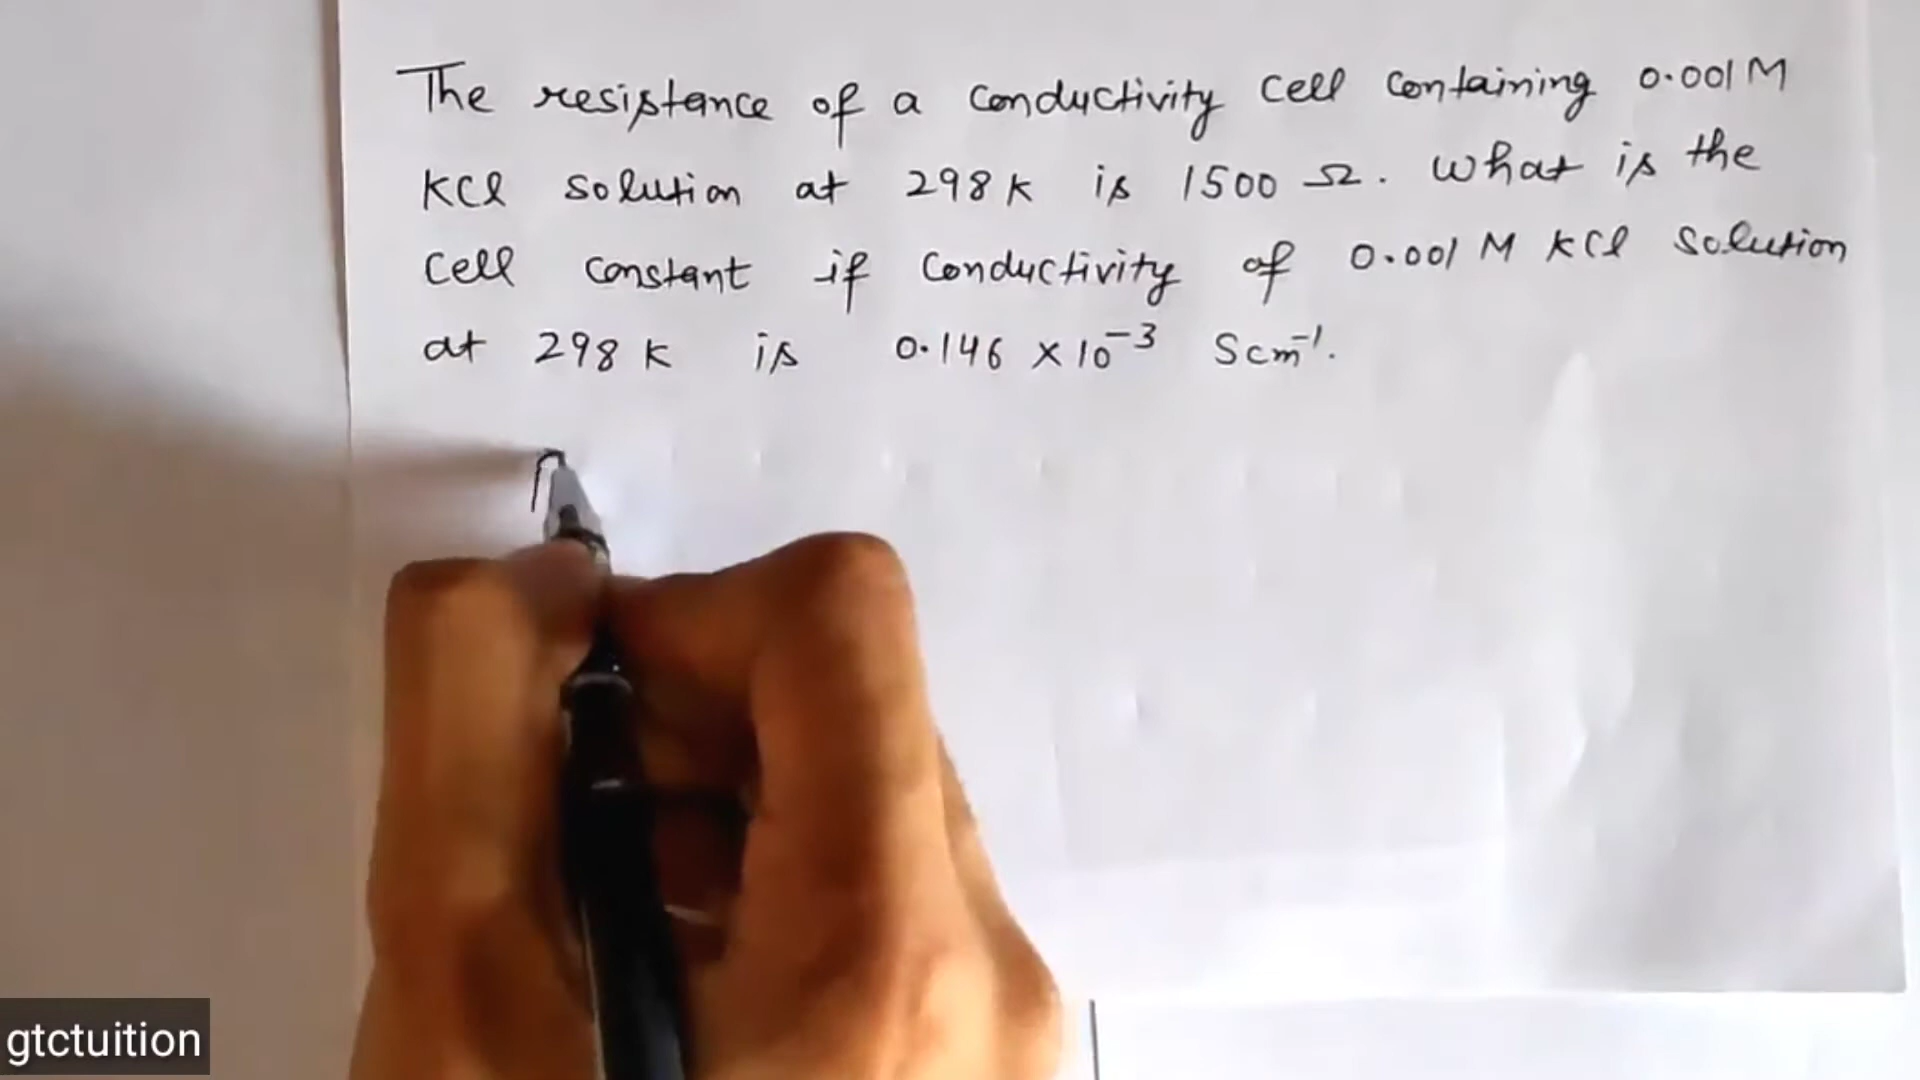 The resistance of a conductivity cell containing 0.001 M
KCl solution at 298 K is 1500 Ω. What is the
cell constant if conductivity of 0.001 M KCl solution
at 298 K is 0.146 × 10⁻³ S cm⁻¹.
gtctuition